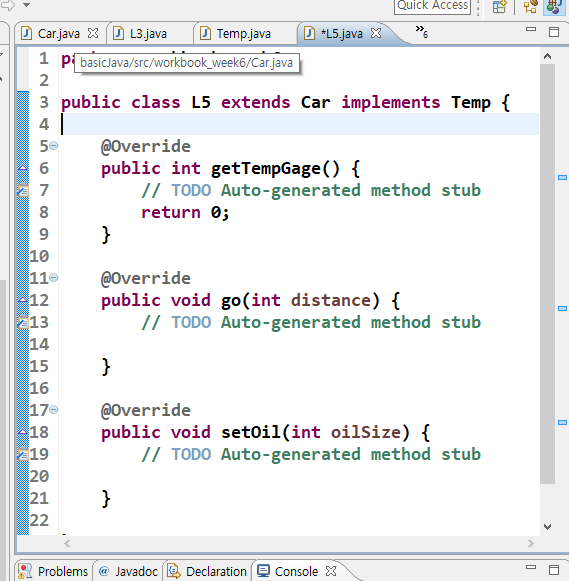 Quick Access
Car.java L3.java Temp.java *L5.java »6
1
basicJava/src/workbook_week6/Car.java
2
3 public class L5 extends Car implements Temp {
4
5 @Override
6 public int getTempGage() {
7 // TODO Auto-generated method stub
8 return 0;
9 }
10
11 @Override
12 public void go(int distance) {
13 // TODO Auto-generated method stub
14
15 }
16
17 @Override
18 public void setOil(int oilSize) {
19 // TODO Auto-generated method stub
20
21 }
22
Problems @ Javadoc Declaration Console